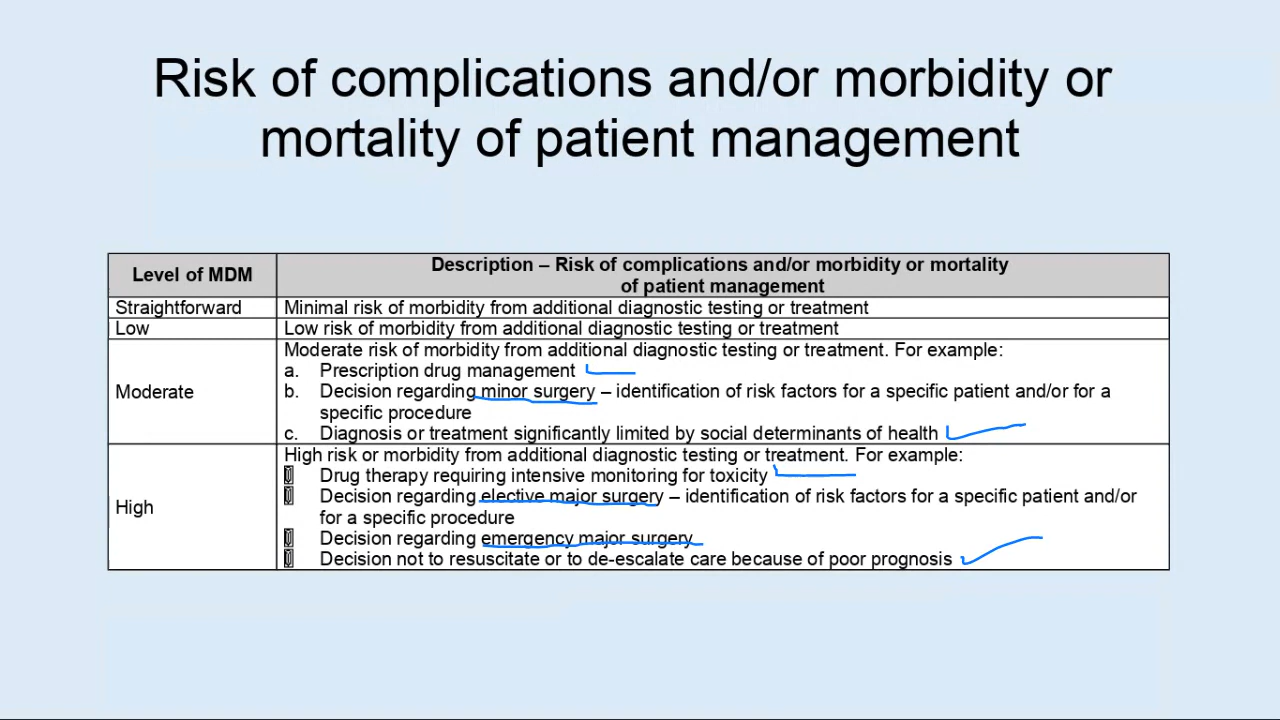 Risk of complications and/or morbidity or
mortality of patient management
Level of MDM
Description – Risk of complications and/or morbidity or mortality
of patient management
Straightforward
Minimal risk of morbidity from additional diagnostic testing or treatment
Low
Low risk of morbidity from additional diagnostic testing or treatment
Moderate
Moderate risk of morbidity from additional diagnostic testing or treatment. For example:
a. Prescription drug management
b. Decision regarding minor surgery – identification of risk factors for a specific patient and/or for a
specific procedure
c. Diagnosis or treatment significantly limited by social determinants of health
High
High risk or morbidity from additional diagnostic testing or treatment. For example:
Drug therapy requiring intensive monitoring for toxicity
Decision regarding elective major surgery – identification of risk factors for a specific patient and/or
for a specific procedure
Decision regarding emergency major surgery
Decision not to resuscitate or to de-escalate care because of poor prognosis